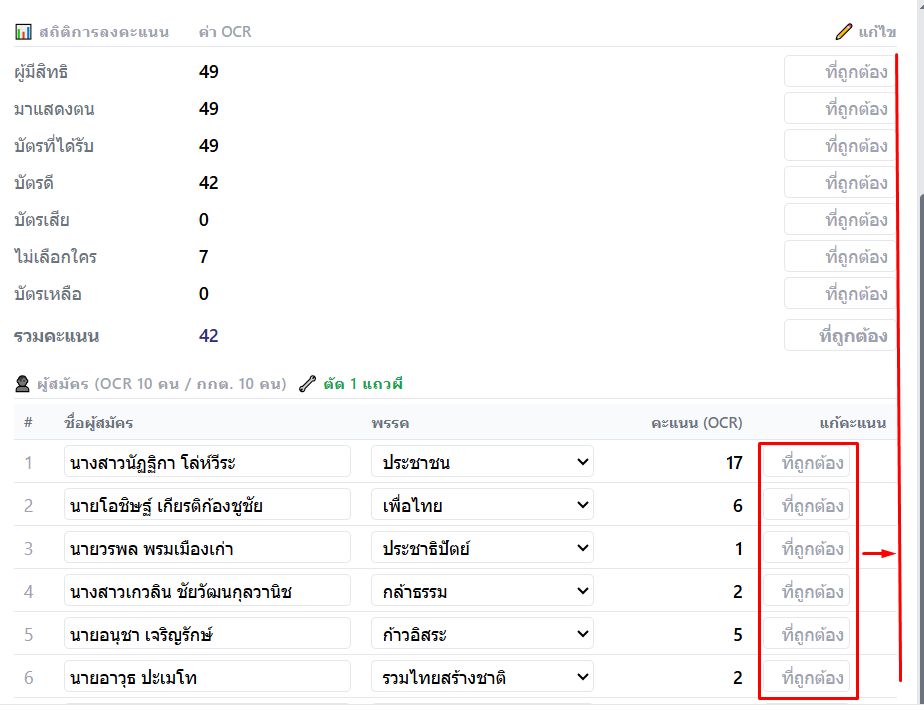 📊 สถิติการลงคะแนน ค่า OCR ✏️ แก้ไข
ผู้มีสิทธิ 49 ที่ถูกต้อง
มาแสดงตน 49 ที่ถูกต้อง
บัตรที่ได้รับ 49 ที่ถูกต้อง
บัตรดี 42 ที่ถูกต้อง
บัตรเสีย 0 ที่ถูกต้อง
ไม่เลือกใคร 7 ที่ถูกต้อง
บัตรเหลือ 0 ที่ถูกต้อง
รวมคะแนน 42 ที่ถูกต้อง
👤 ผู้สมัคร (OCR 10 คน / กกต. 10 คน) 🔧 ตัด 1 แถวผี
# ชื่อผู้สมัคร พรรค คะแนน (OCR) แก้คะแนน
1 นางสาวนัฏฐิกา โล่ห์วีระ ประชาชน 17 ที่ถูกต้อง
2 นายโอชิษฐ์ เกียรติก้องชูชัย เพื่อไทย 6 ที่ถูกต้อง
3 นายวรพล พรมเมืองเก่า ประชาธิปัตย์ 1 ที่ถูกต้อง
4 นางสาวเกวลิน ชัยวัฒนกุลวานิช กล้าธรรม 2 ที่ถูกต้อง
5 นายอนุชา เจริญรักษ์ ก้าวอิสระ 5 ที่ถูกต้อง
6 นายอาวุธ ปะเมโท รวมไทยสร้างชาติ 2 ที่ถูกต้อง